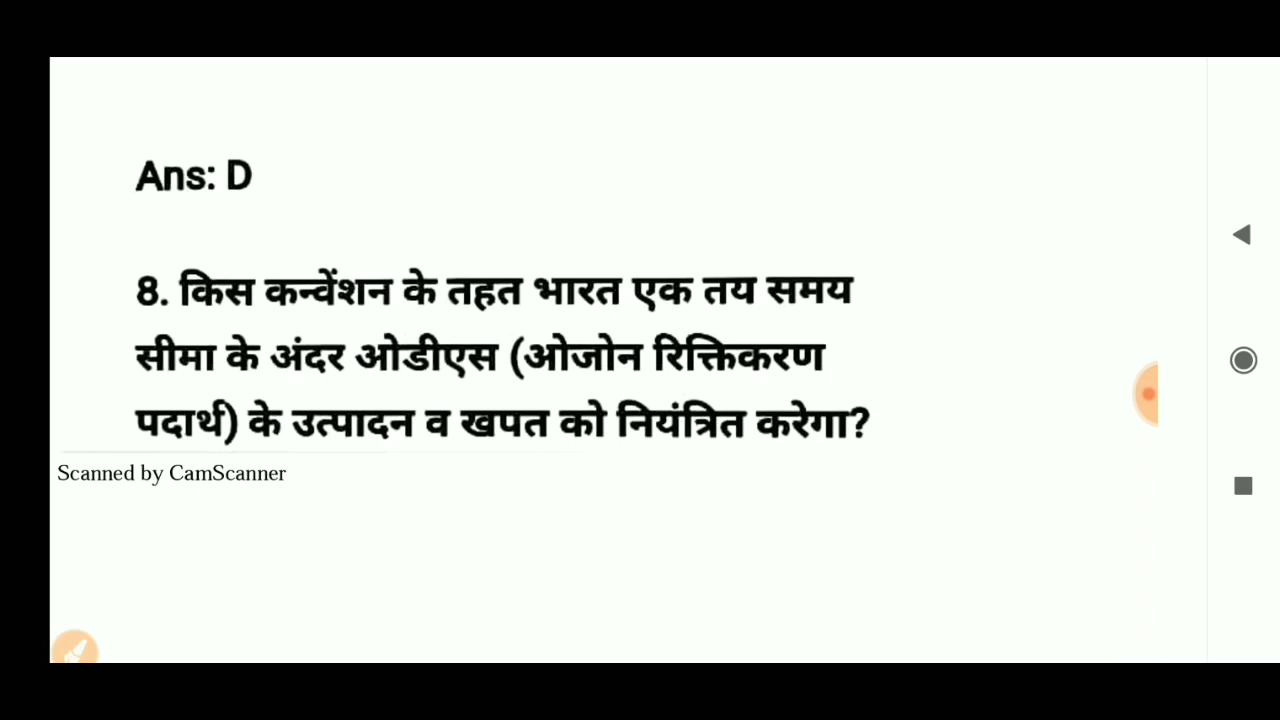 Ans: D
8. किस कन्वेंशन के तहत भारत एक तय समय
सीमा के अंदर ओडीएस (ओजोन रिक्तिकरण
पदार्थ) के उत्पादन व खपत को नियंत्रित करेगा?
Scanned by CamScanner